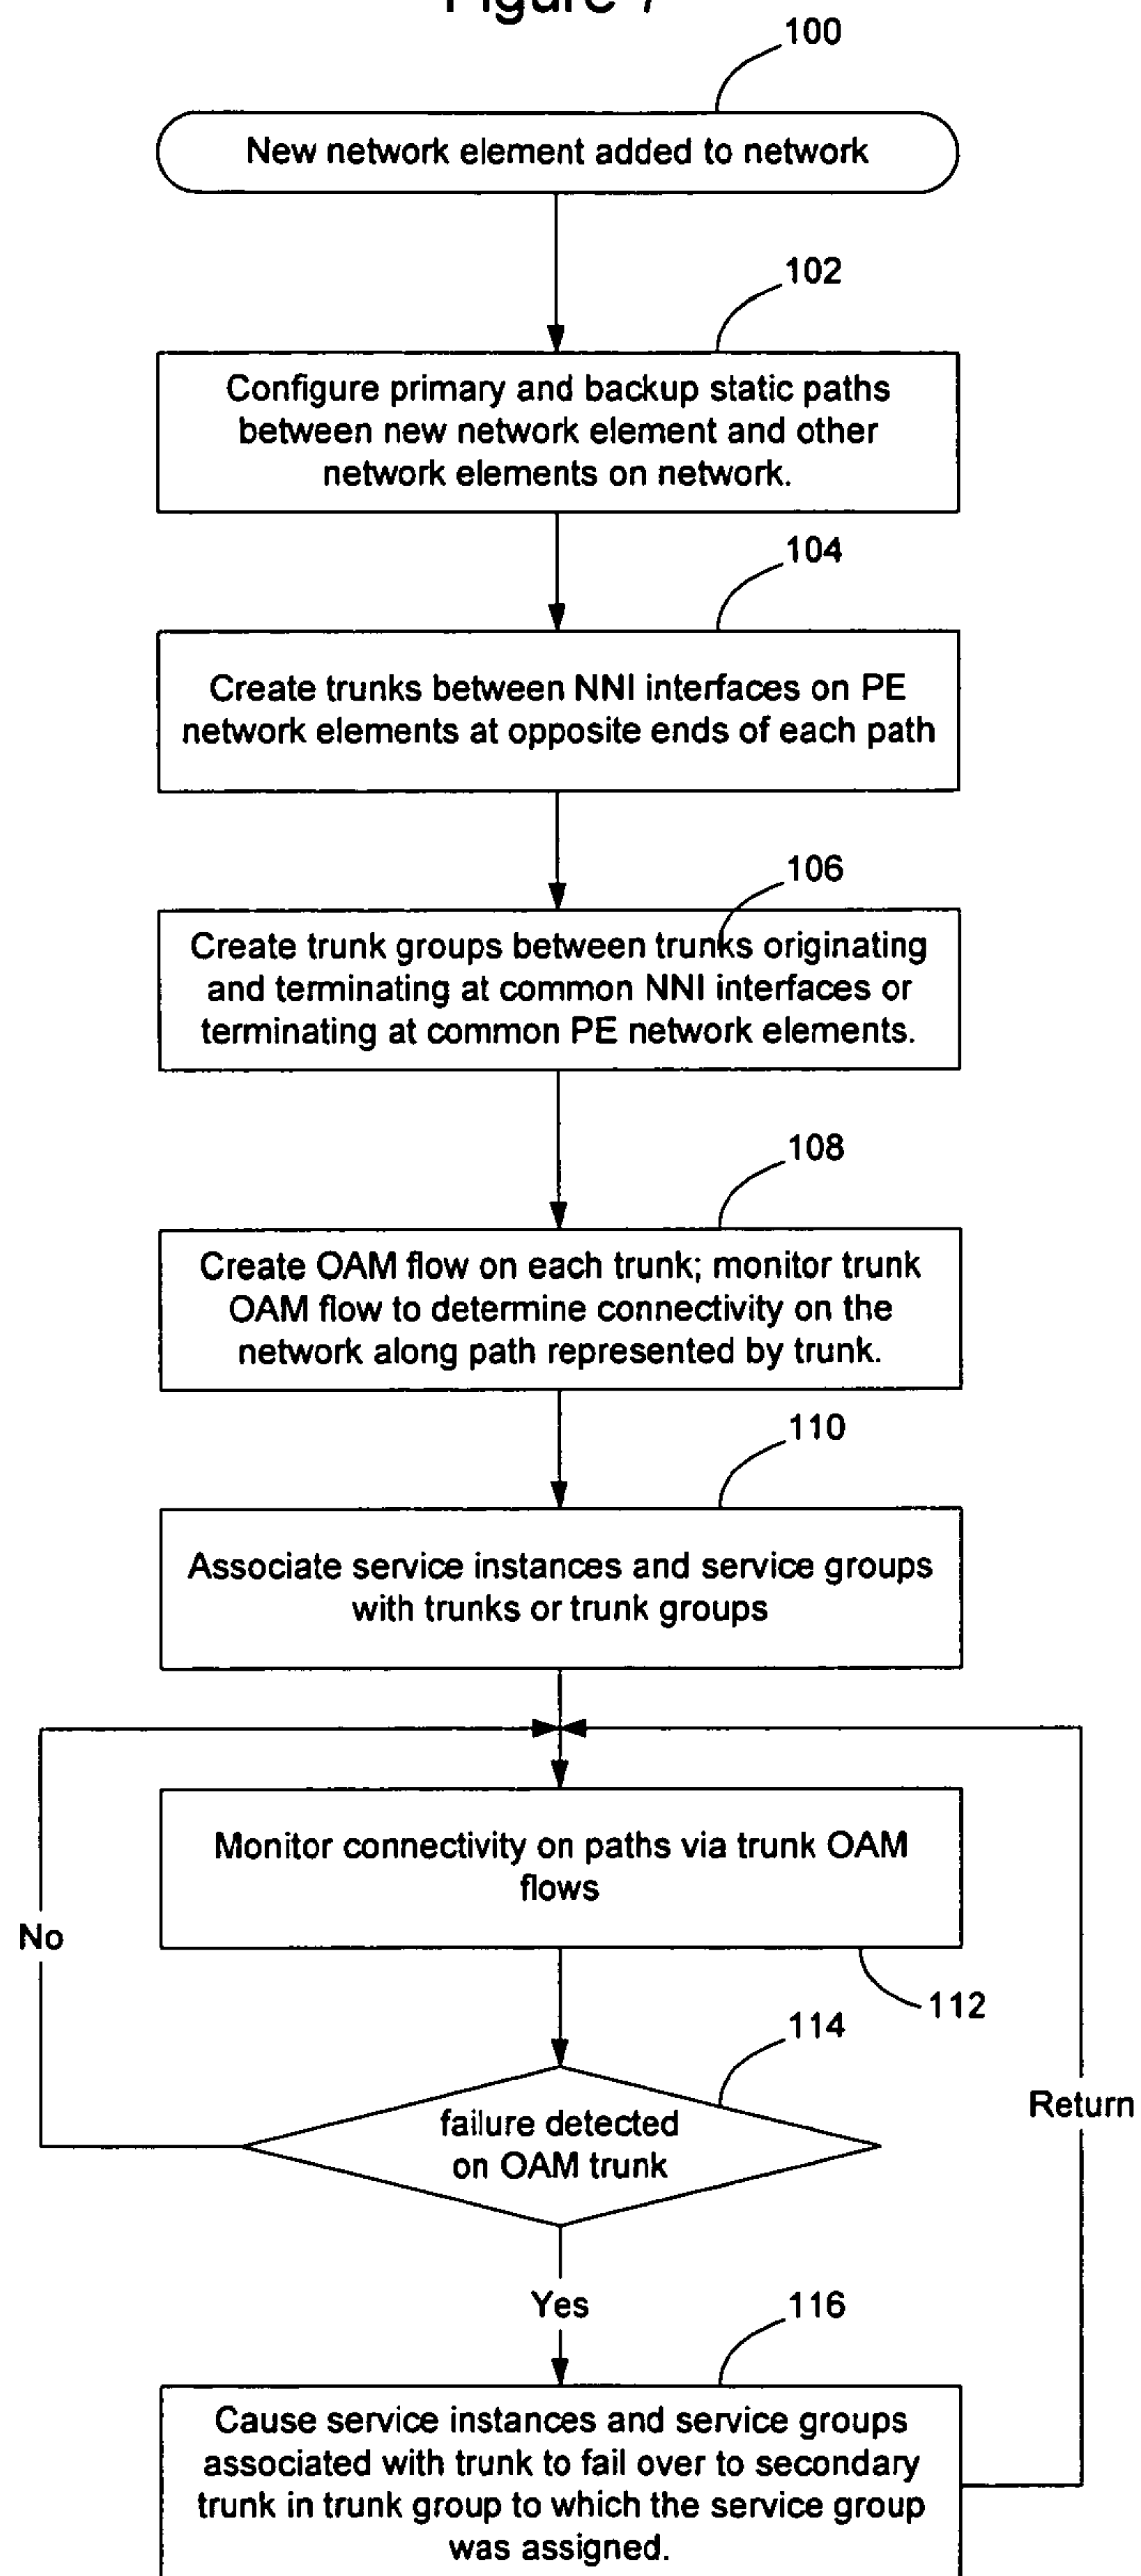 Figure 7
100
New network element added to network
102
Configure primary and backup static paths
between new network element and other
network elements on network.
104
Create trunks between NNI interfaces on PE
network elements at opposite ends of each path
106
Create trunk groups between trunks originating
and terminating at common NNI interfaces or
terminating at common PE network elements.
108
Create OAM flow on each trunk; monitor trunk
OAM flow to determine connectivity on the
network along path represented by trunk.
110
Associate service instances and service groups
with trunks or trunk groups
Monitor connectivity on paths via trunk OAM
flows
No
112
114
Return
failure detected
on OAM trunk
Yes
116
Cause service instances and service groups
associated with trunk to fail over to secondary
trunk in trunk group to which the service group
was assigned.